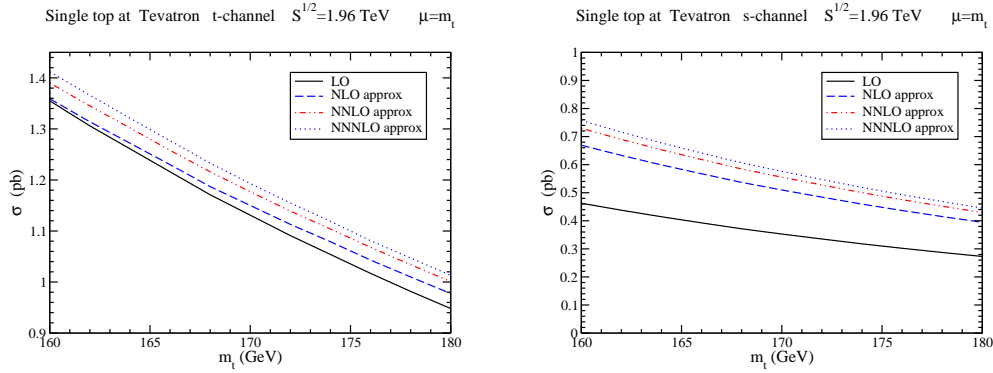 Single top at Tevatron t-channel S^{1/2}=1.96 TeV μ=m_t
1.4
1.3
1.2
1.1
1
0.9
σ (pb)
LO
NLO approx
NNLO approx
NNNLO approx
160 165 170 175 180
m_t (GeV)
Single top at Tevatron s-channel S^{1/2}=1.96 TeV μ=m_t
1
0.9
0.8
0.7
0.6
0.5
0.4
0.3
0.2
0.1
0
σ (pb)
LO
NLO approx
NNLO approx
NNNLO approx
160 165 170 175 180
m_t (GeV)